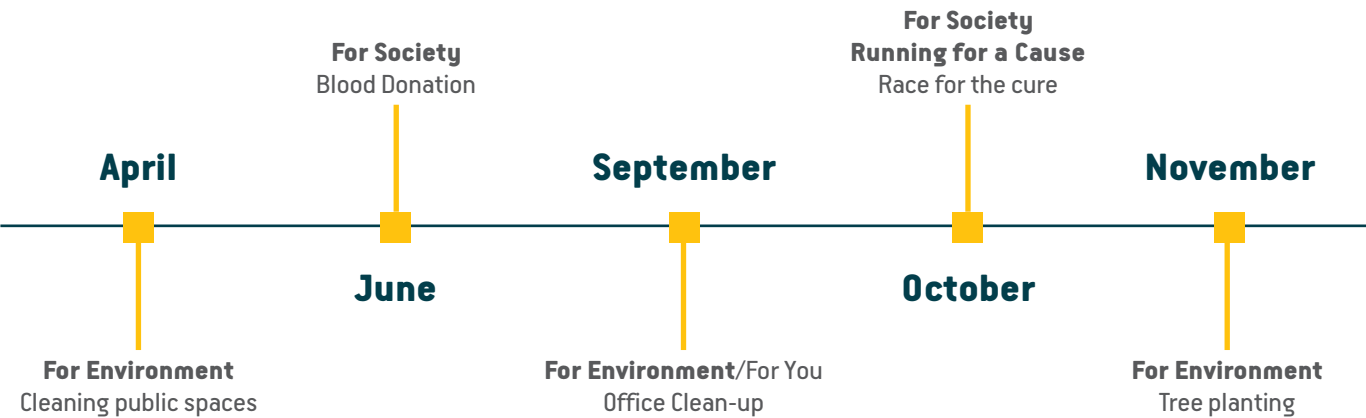 For Society
Running for a Cause
Race for the cure
For Society
Blood Donation
April
September
November
June
October
For Environment
Cleaning public spaces
For Environment/For You
Office Clean-up
For Environment
Tree planting